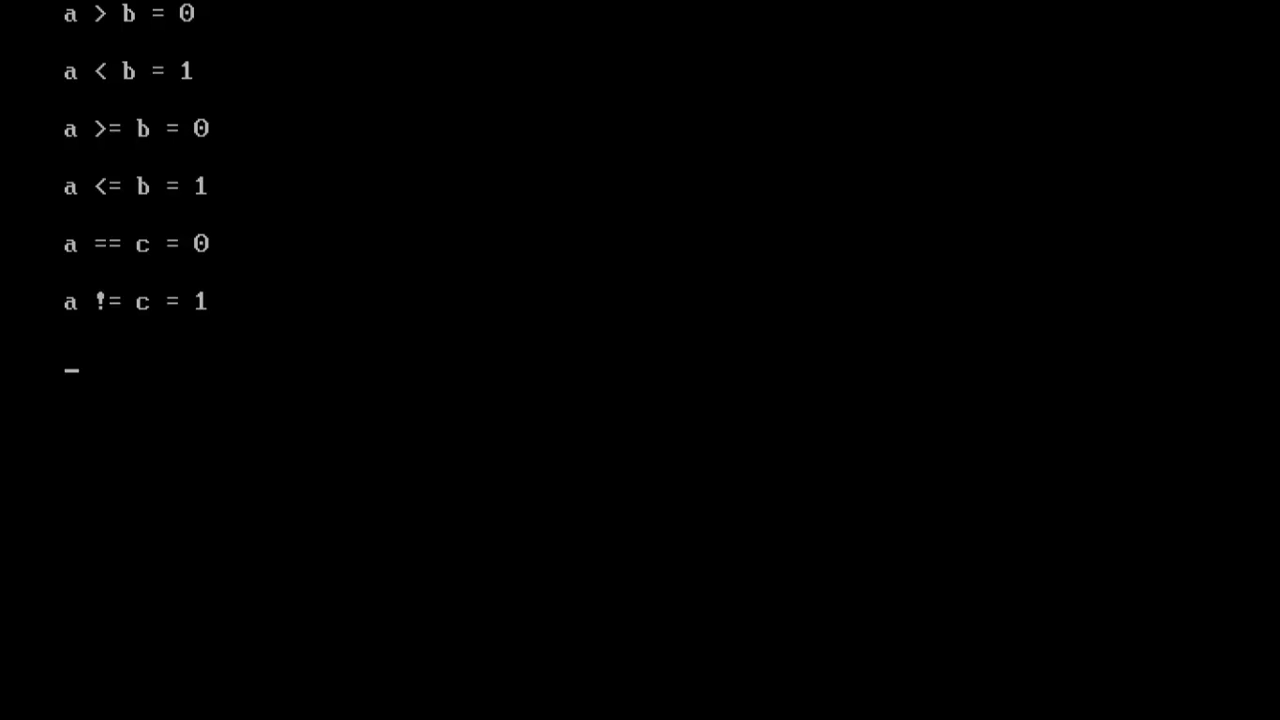 a > b = 0
a < b = 1
a >= b = 0
a <= b = 1
a == c = 0
a != c = 1
_